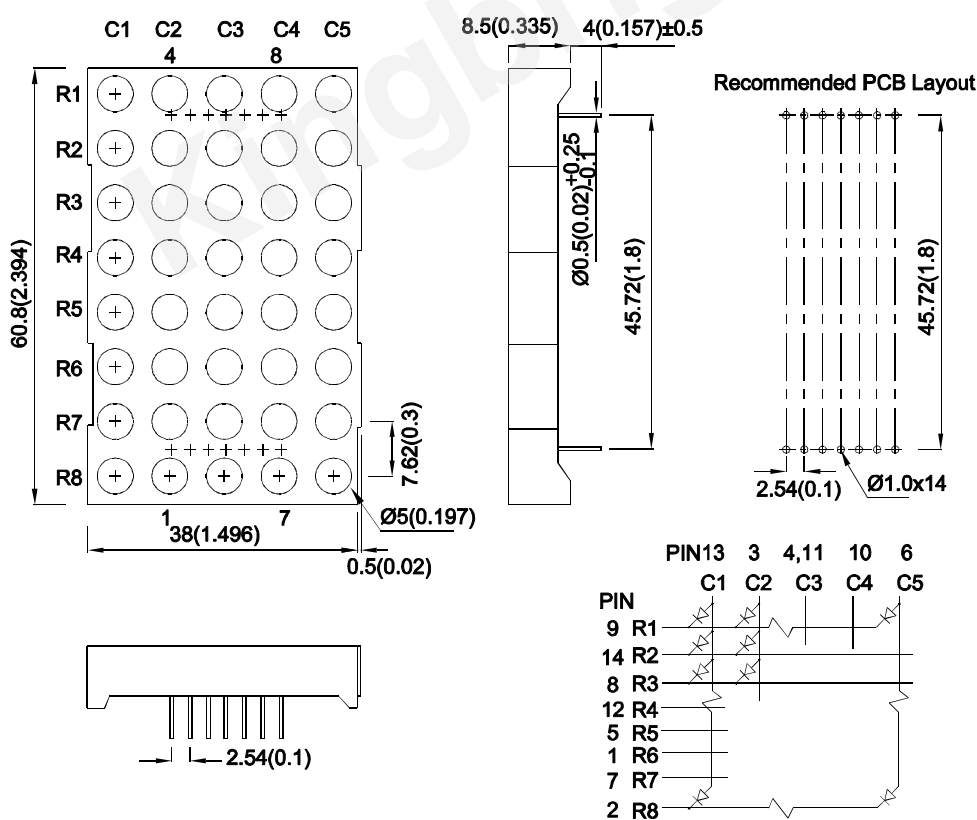 C1 C2 C3 C4 C5
4 8
R1
R2
R3
R4
R5
R6
R7
R8
1 7
60.8(2.394)
38(1.496)
0.5(0.02)
7.62(0.3)
Ø5(0.197)
8.5(0.335) 4(0.157)±0.5
Ø0.5(0.02)+0.25
-0.1
45.72(1.8)
Recommended PCB Layout
45.72(1.8)
2.54(0.1)
Ø1.0x14
2.54(0.1)
PIN13 3 4,11 10 6
C1 C2 C3 C4 C5
PIN
9 R1
14 R2
8 R3
12 R4
5 R5
1 R6
7 R7
2 R8